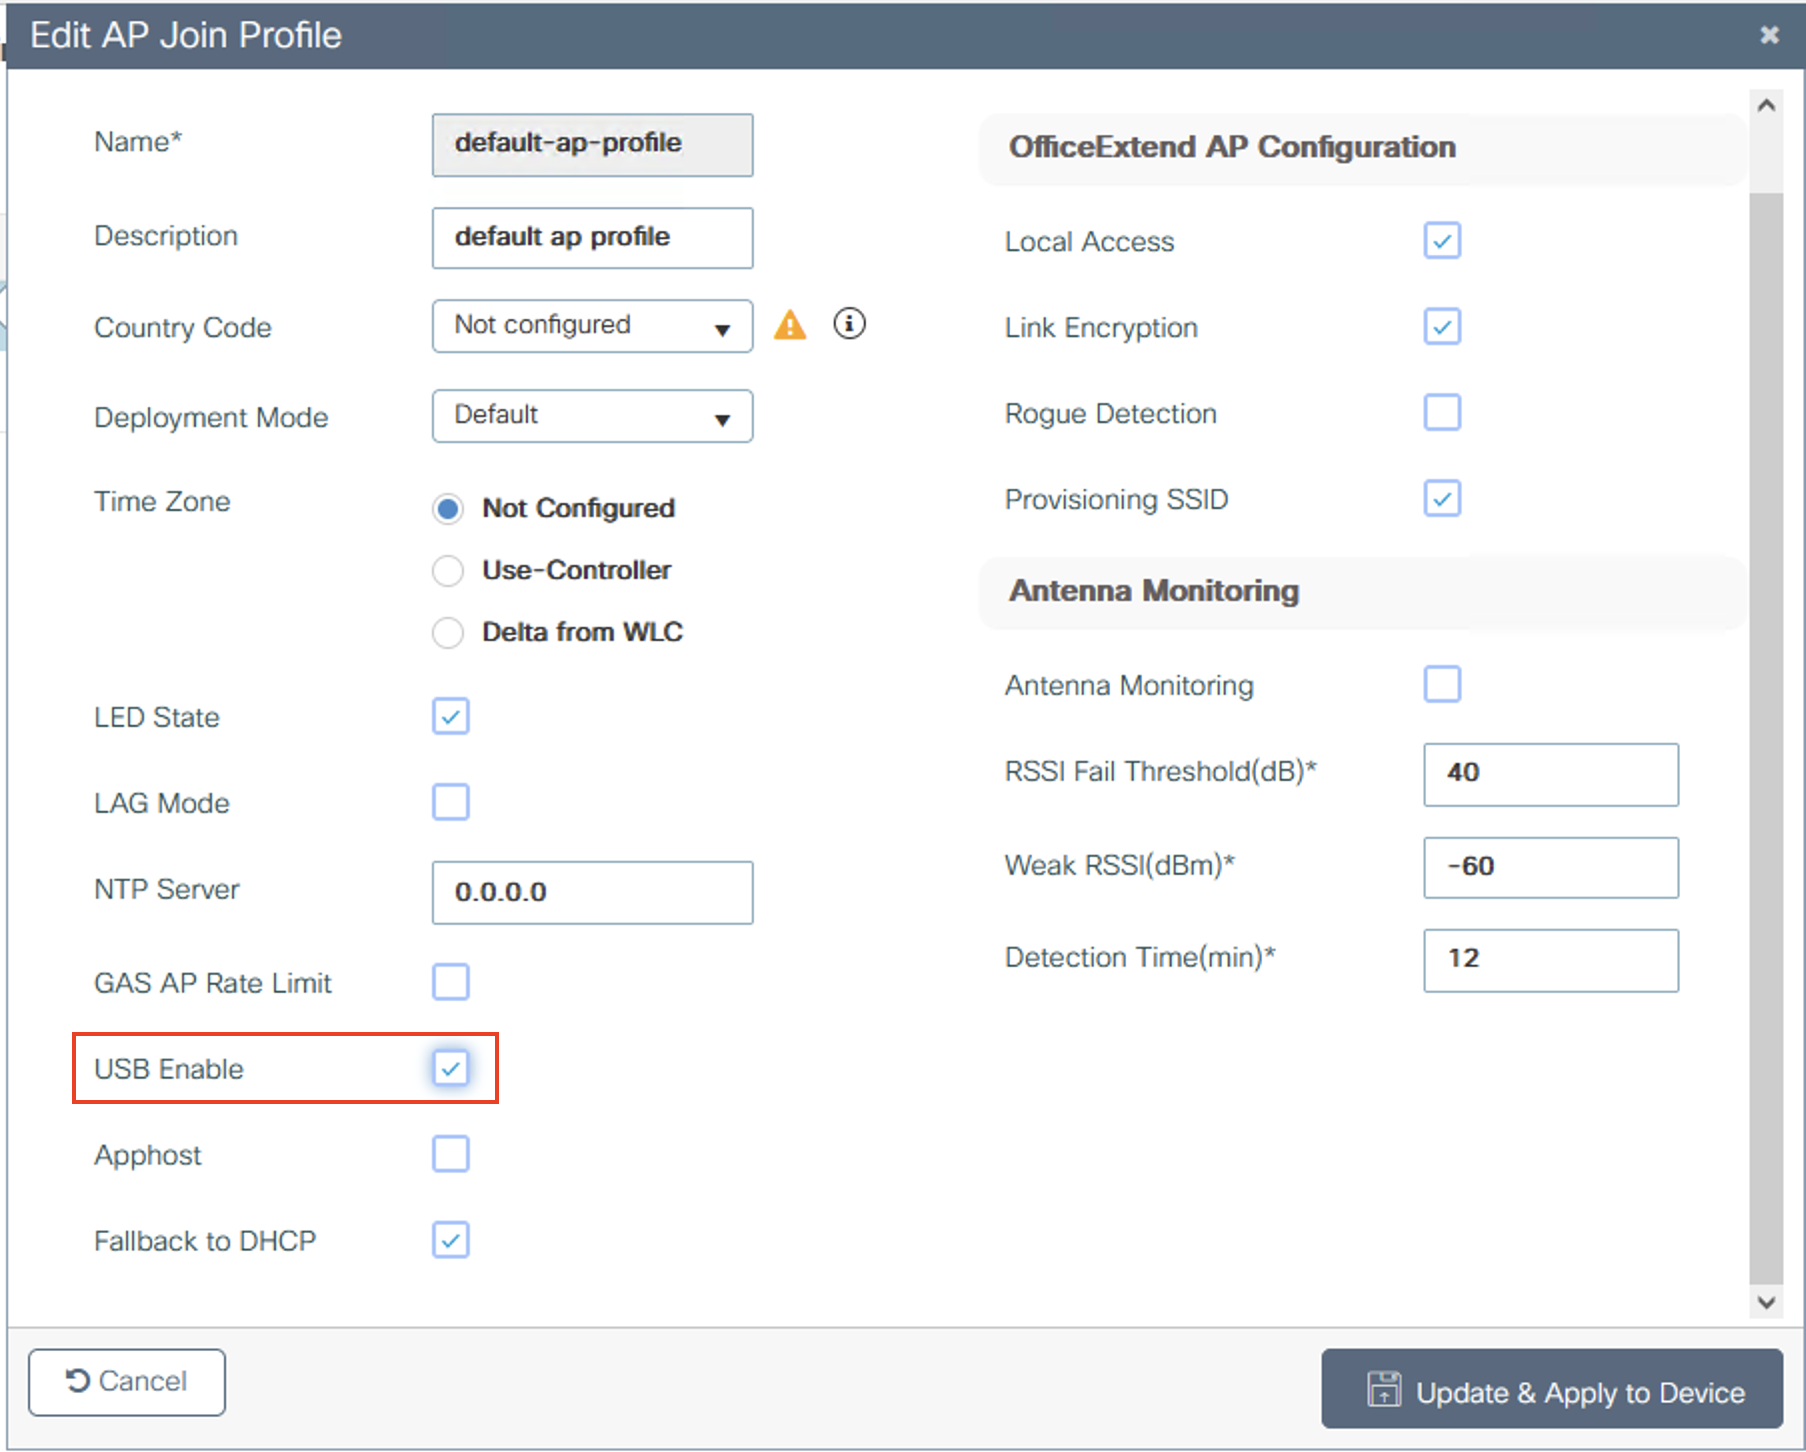 Edit AP Join Profile
Name*
default-ap-profile
Description
default ap profile
Country Code
Not configured
Deployment Mode
Default
Time Zone
Not Configured
Use-Controller
Delta from WLC
LED State
LAG Mode
NTP Server
0.0.0.0
GAS AP Rate Limit
USB Enable
Apphost
Fallback to DHCP
OfficeExtend AP Configuration
Local Access
Link Encryption
Rogue Detection
Provisioning SSID
Antenna Monitoring
Antenna Monitoring
RSSI Fail Threshold(dB)*
40
Weak RSSI(dBm)*
-60
Detection Time(min)*
12
Cancel
Update & Apply to Device